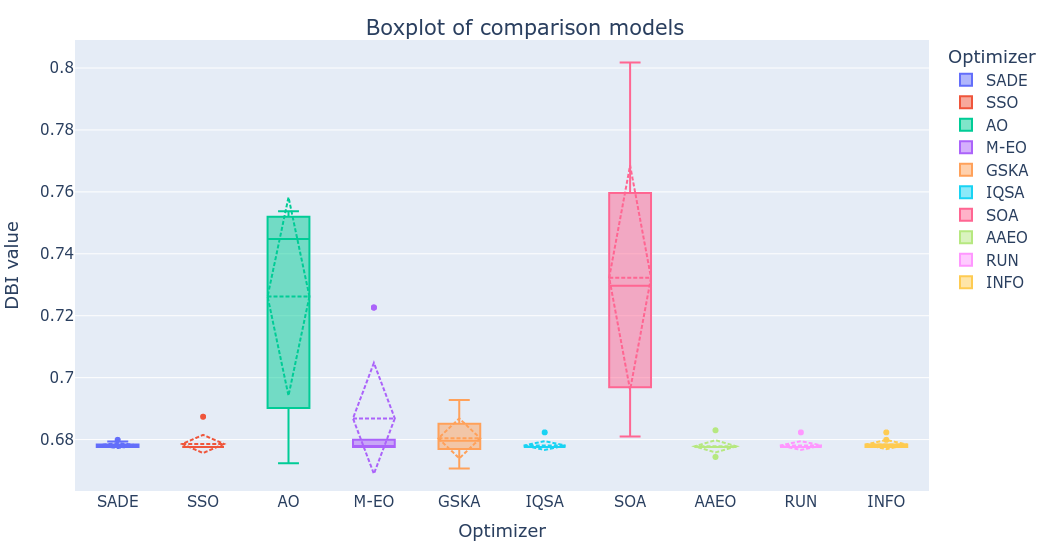 Boxplot of comparison models
DBI value
0.8
0.78
0.76
0.74
0.72
0.7
0.68
SADE
SSO
AO
M-EO
GSKA
IQSA
SOA
AAEO
RUN
INFO
Optimizer
Optimizer
SADE
SSO
AO
M-EO
GSKA
IQSA
SOA
AAEO
RUN
INFO